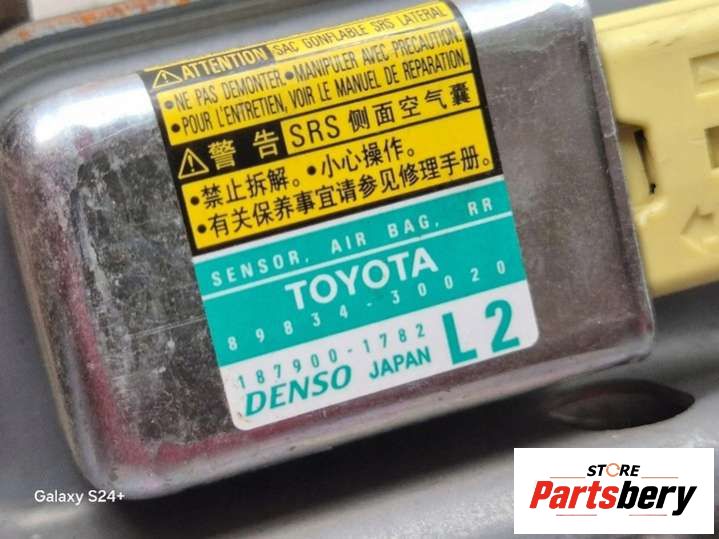 ⚠ATTENTION SAC GONFLABLE SRS LATERAL
•NE PAS DEMONTER.•MANIPULER AVEC PRECAUTION.
•POUR L'ENTRETIEN, VOIR LE MANUEL DE REPARATION.
⚠警告 SRS 侧面空气囊
•禁止拆解。•小心操作。
•有关保养事宜请参见修理手册。
SENSOR, AIR BAG, RR
TOYOTA
89834-30020
187900-1782
DENSO JAPAN L2
Galaxy S24+
STORE
Partsbery